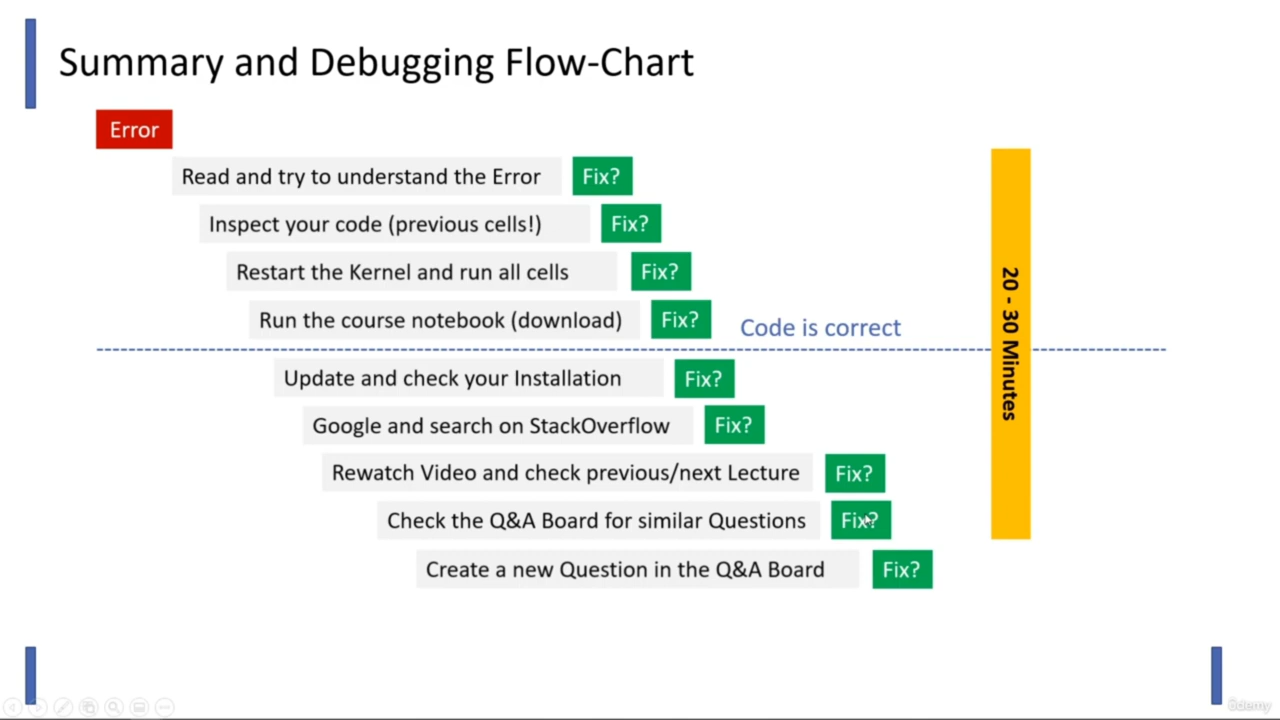 Summary and Debugging Flow-Chart
Error
Read and try to understand the Error Fix?
Inspect your code (previous cells!) Fix?
Restart the Kernel and run all cells Fix?
Run the course notebook (download) Fix?
Code is correct
20 - 30 Minutes
Update and check your Installation Fix?
Google and search on StackOverflow Fix?
Rewatch Video and check previous/next Lecture Fix?
Check the Q&A Board for similar Questions Fix?
Create a new Question in the Q&A Board Fix?
ûdemy